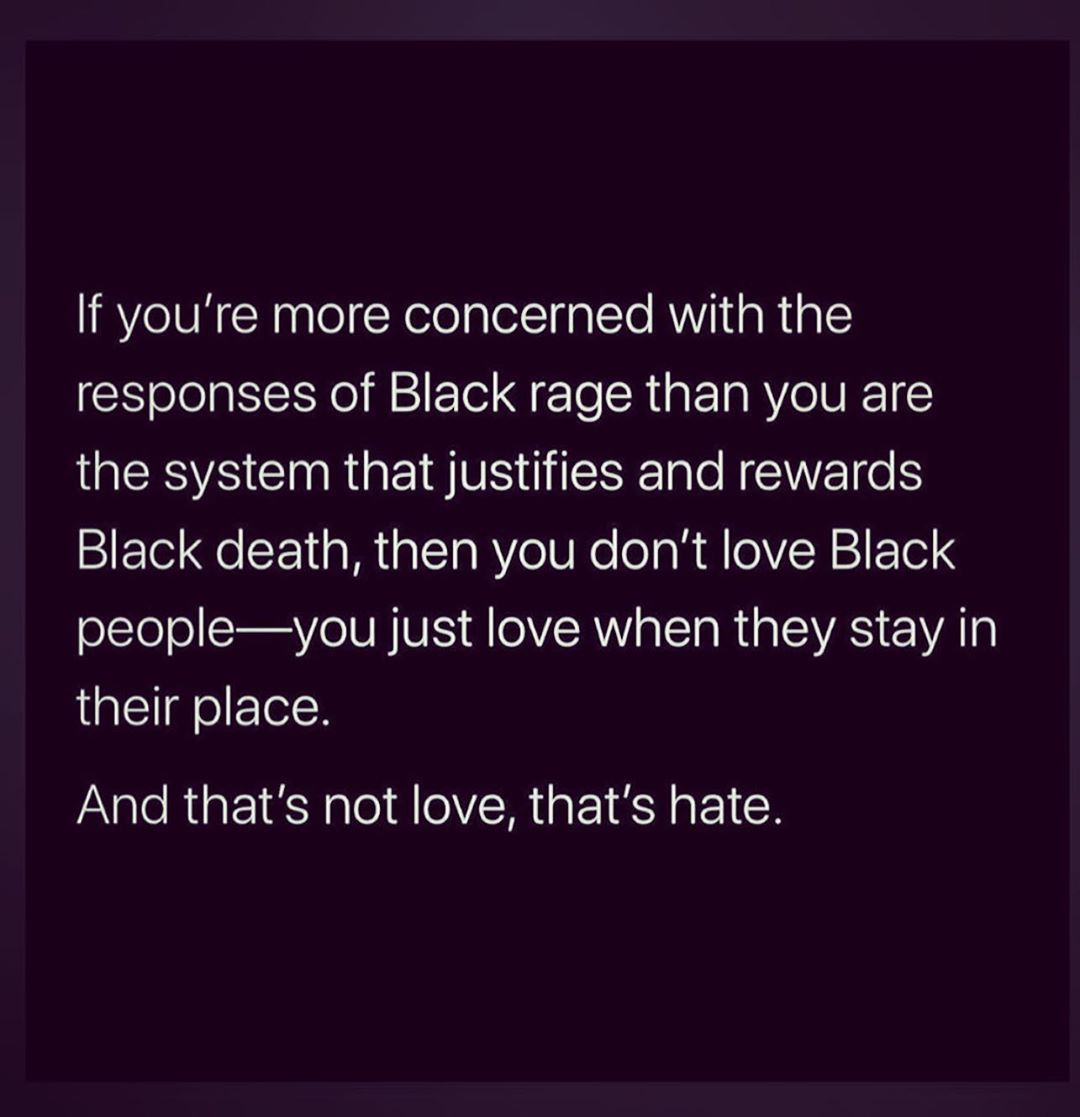 If you’re more concerned with the
responses of Black rage than you are
the system that justifies and rewards
Black death, then you don’t love Black
people—you just love when they stay in
their place.
And that’s not love, that’s hate.